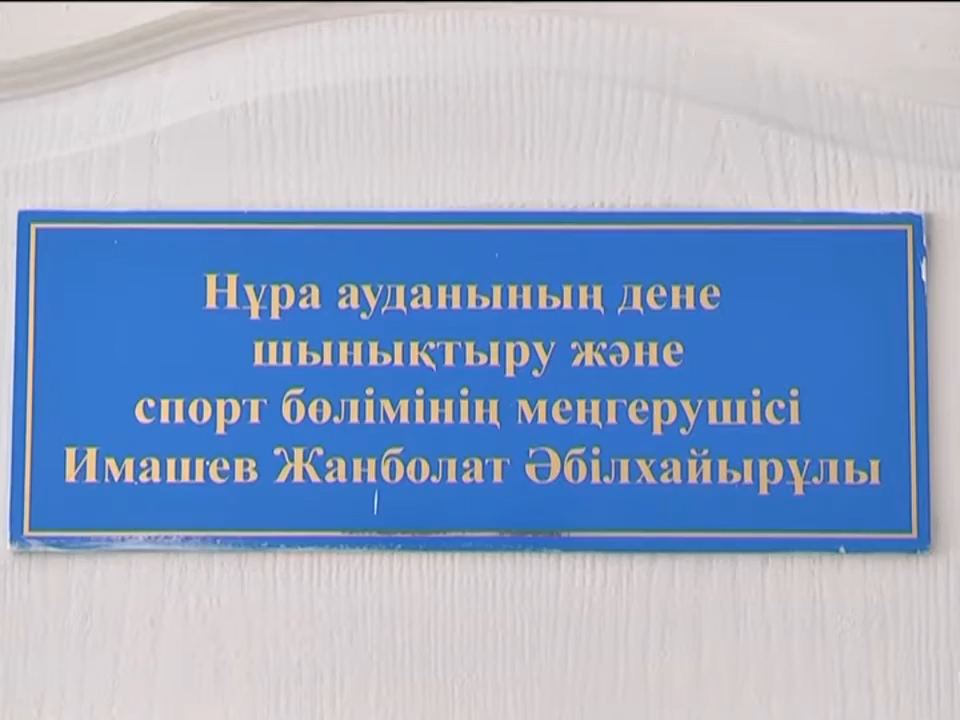 Нұра ауданының дене
шынықтыру және
спорт бөлімінің меңгерушісі
Имашев Жанболат Әбілхайырұлы